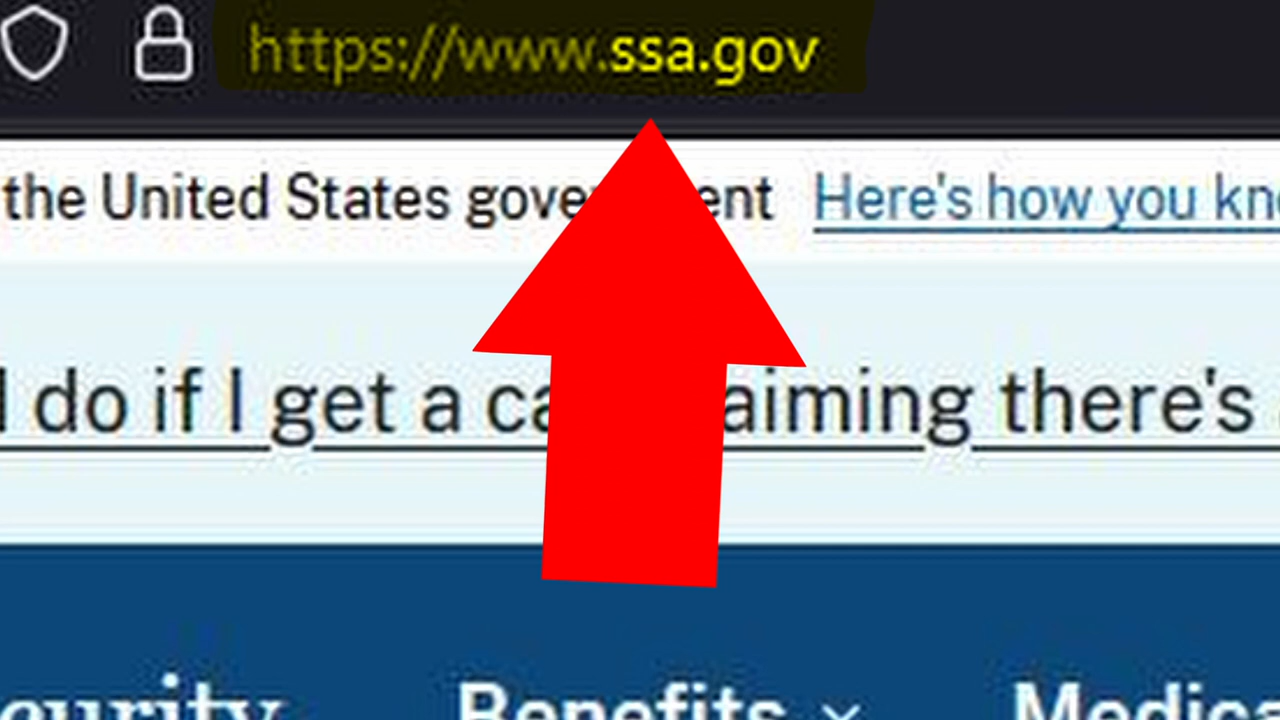 https://www.ssa.gov
the United States gove ent Here's how you kn
do if I get a ca aiming there's
curity Benefits Medica